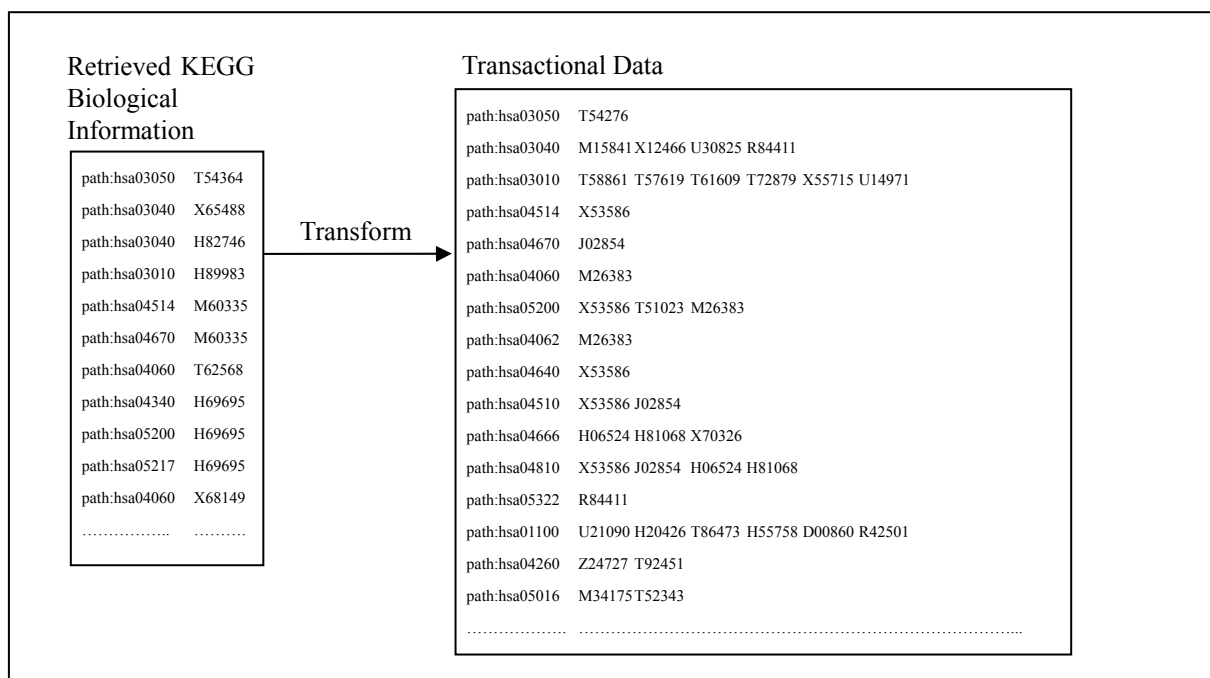 Retrieved KEGG
Biological
Information
path:hsa03050 T54364
path:hsa03040 X65488
path:hsa03040 H82746
path:hsa03010 H89983
path:hsa04514 M60335
path:hsa04670 M60335
path:hsa04060 T62568
path:hsa04340 H69695
path:hsa05200 H69695
path:hsa05217 H69695
path:hsa04060 X68149
…………….. ……….
Transform
Transactional Data
path:hsa03050 T54276
path:hsa03040 M15841 X12466 U30825 R84411
path:hsa03010 T58861 T57619 T61609 T72879 X55715 U14971
path:hsa04514 X53586
path:hsa04670 J02854
path:hsa04060 M26383
path:hsa05200 X53586 T51023 M26383
path:hsa04062 M26383
path:hsa04640 X53586
path:hsa04510 X53586 J02854
path:hsa04666 H06524 H81068 X70326
path:hsa04810 X53586 J02854 H06524 H81068
path:hsa05322 R84411
path:hsa01100 U21090 H20426 T86473 H55758 D00860 R42501
path:hsa04260 Z24727 T92451
path:hsa05016 M34175 T52343
………………. …………………………………………………………………………...